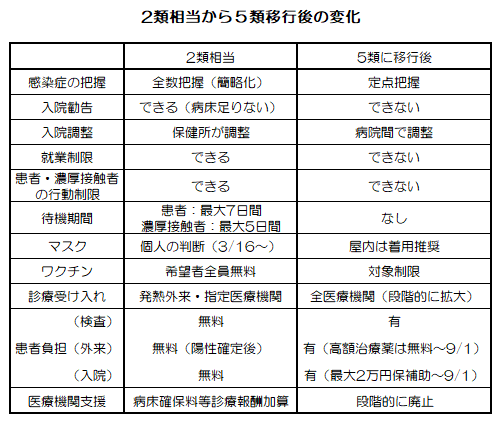 2類相当から5類移行後の変化
2類相当 5類に移行後
感染症の把握 全数把握（簡略化） 定点把握
入院勧告 できる（病床足りない） できない
入院調整 保健所が調整 病院間で調整
就業制限 できる できない
患者・濃厚接触者
の行動制限 できる できない
待機期間 患者：最大7日間
濃厚接触者：最大5日間 なし
マスク 個人の判断（3/16～） 屋内は着用推奨
ワクチン 希望者全員無料 対象制限
診療受け入れ 発熱外来・指定医療機関 全医療機関（段階的に拡大）
（検査） 無料 有
患者負担（外来） 無料（陽性確定後） 有（高額治療薬は無料～9/1）
（入院） 無料 有（最大2万円保補助～9/1）
医療機関支援 病床確保料等診療報酬加算 段階的に廃止